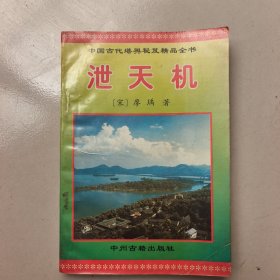 中国古代堪舆秘笈精品全书
泄天机
〔宋〕廖瑀 著
中州古籍出版社